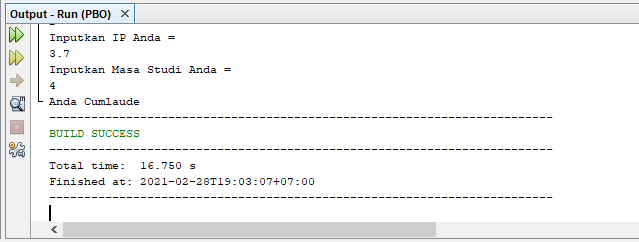 Output - Run (PBO) ×
Inputkan IP Anda =
3.7
Inputkan Masa Studi Anda =
4
Anda Cumlaude
------------------------------------------------------------------------
BUILD SUCCESS
------------------------------------------------------------------------
Total time:  16.750 s
Finished at: 2021-02-28T19:03:07+07:00
------------------------------------------------------------------------